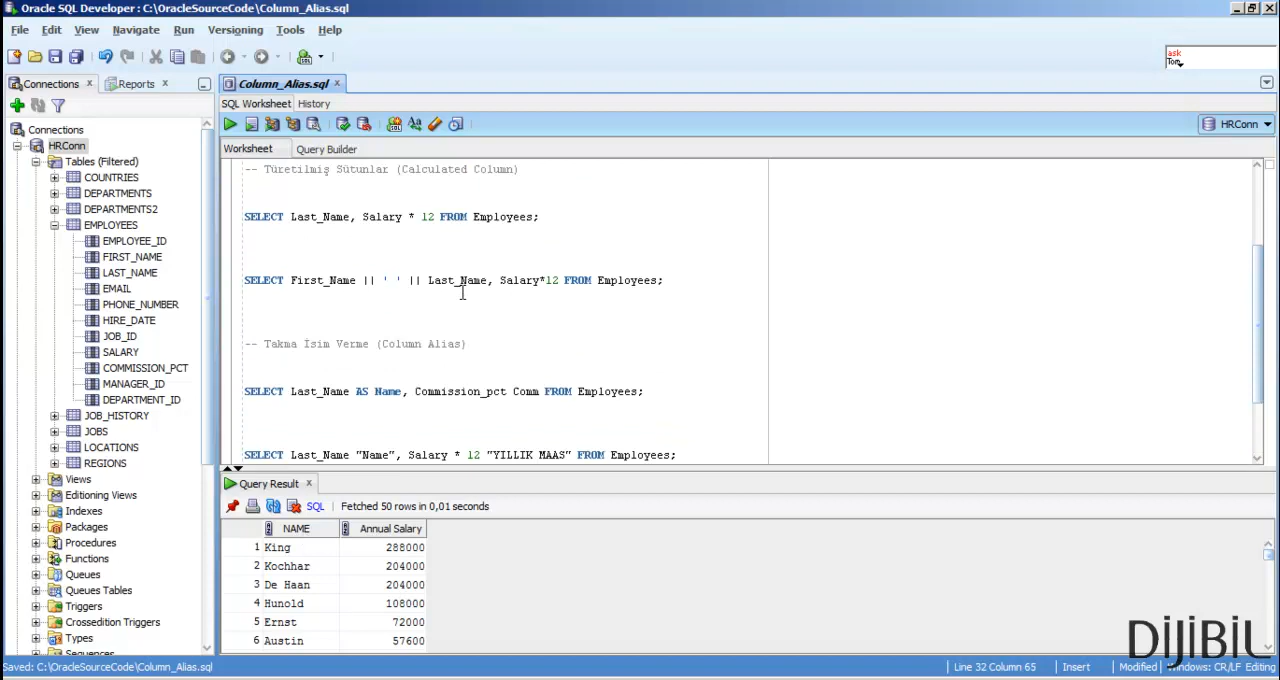 Oracle SQL Developer : C:\OracleSourceCode\Column_Alias.sql
File Edit View Navigate Run Versioning Tools Help
ask
Tom
Connections Reports Column_Alias.sql
SQL Worksheet History
HRConn
Worksheet Query Builder
Connections
HRConn
Tables (Filtered)
COUNTRIES
DEPARTMENTS
DEPARTMENTS2
EMPLOYEES
EMPLOYEE_ID
FIRST_NAME
LAST_NAME
EMAIL
PHONE_NUMBER
HIRE_DATE
JOB_ID
SALARY
COMMISSION_PCT
MANAGER_ID
DEPARTMENT_ID
JOB_HISTORY
JOBS
LOCATIONS
REGIONS
Views
Editioning Views
Indexes
Packages
Procedures
Functions
Queues
Queues Tables
Triggers
Crossedition Triggers
Types
Sequences
-- Türetilmiş Sütunlar (Calculated Column)
SELECT Last_Name, Salary * 12 FROM Employees;
SELECT First_Name || ' ' || Last_Name, Salary*12 FROM Employees;
-- Takma İsim Verme (Column Alias)
SELECT Last_Name AS Name, Commission_pct Comm FROM Employees;
SELECT Last_Name "Name", Salary * 12 "YILLIK MAAS" FROM Employees;
Query Result
SQL | Fetched 50 rows in 0,01 seconds
NAME Annual Salary
1 King 288000
2 Kochhar 204000
3 De Haan 204000
4 Hunold 108000
5 Ernst 72000
6 Austin 57600
DiJiBiL
Saved: C:\OracleSourceCode\Column_Alias.sql
Line 32 Column 65 Insert Modified Windows: CR/LF Editing